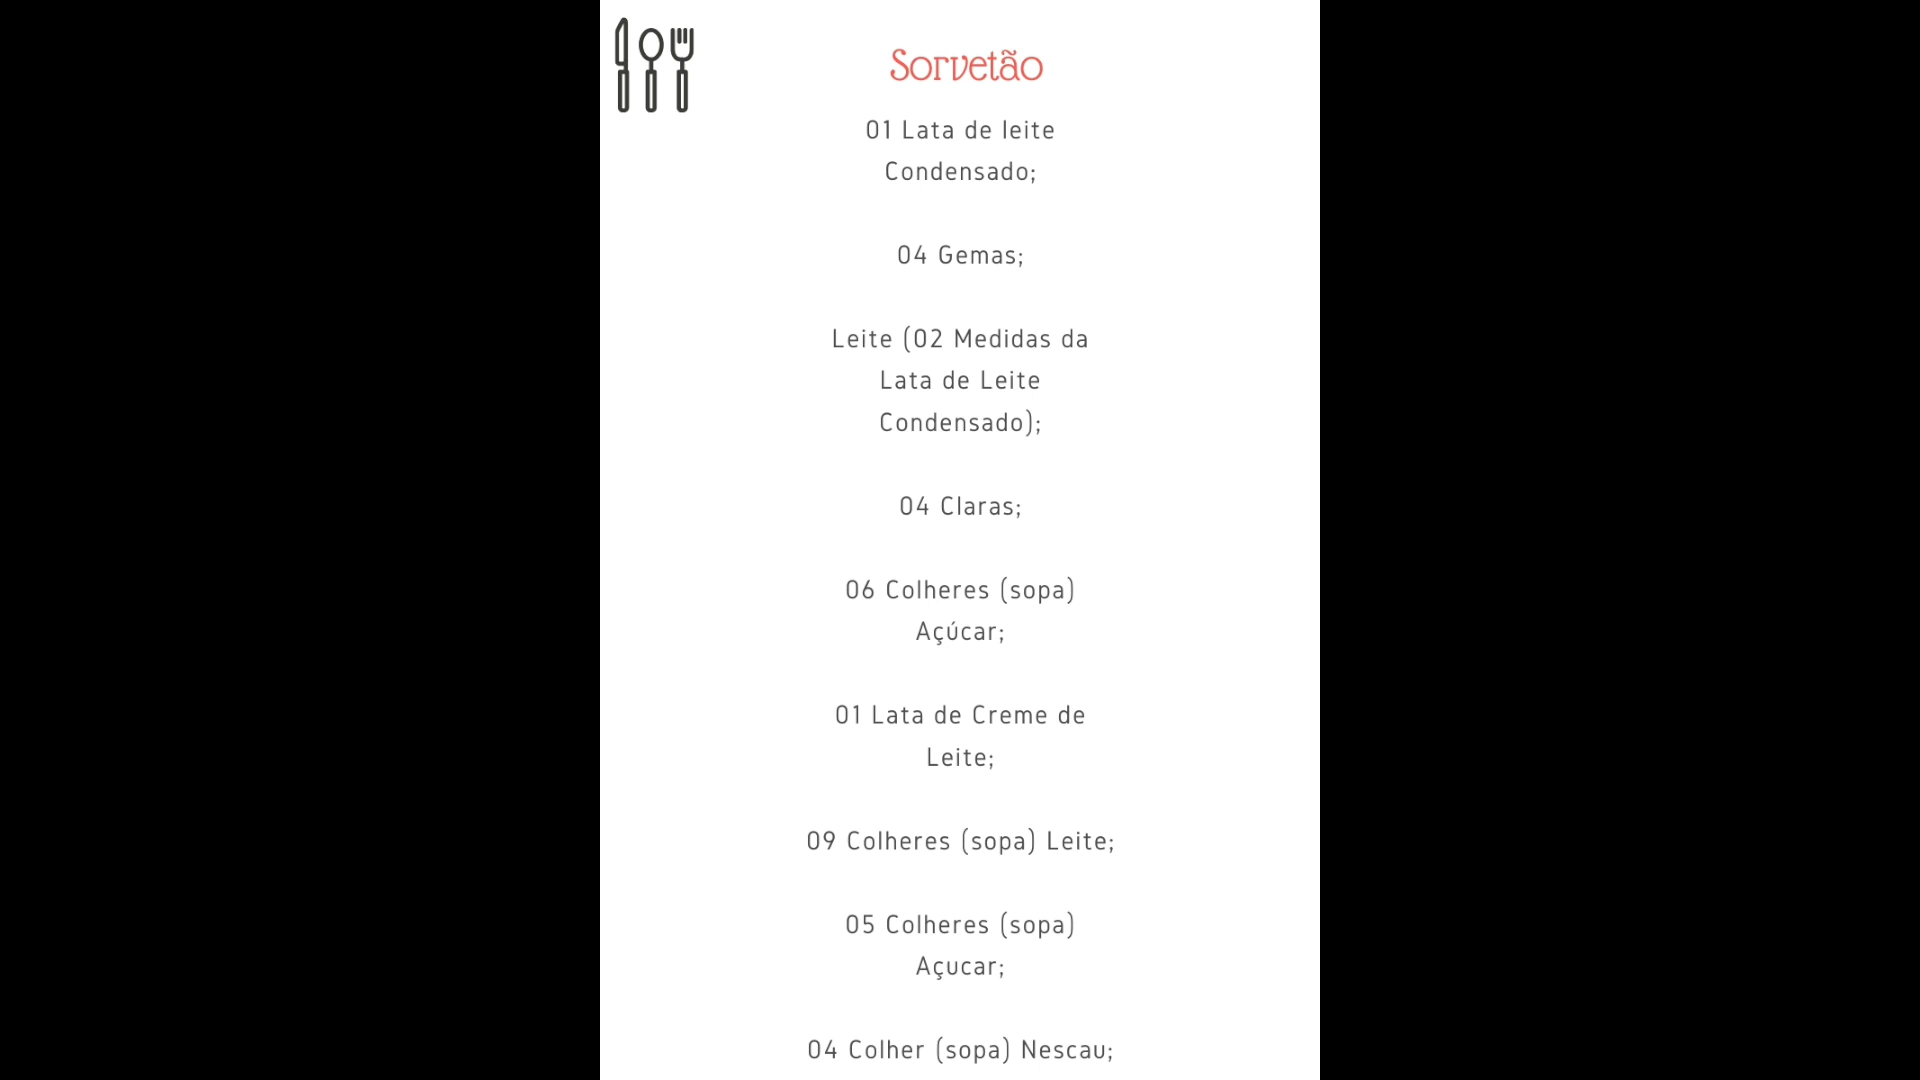 Sorvetão
01 Lata de leite
Condensado;
04 Gemas;
Leite (02 Medidas da
Lata de Leite
Condensado);
04 Claras;
06 Colheres (sopa)
Açúcar;
01 Lata de Creme de
Leite;
09 Colheres (sopa) Leite;
05 Colheres (sopa)
Açucar;
04 Colher (sopa) Nescau;